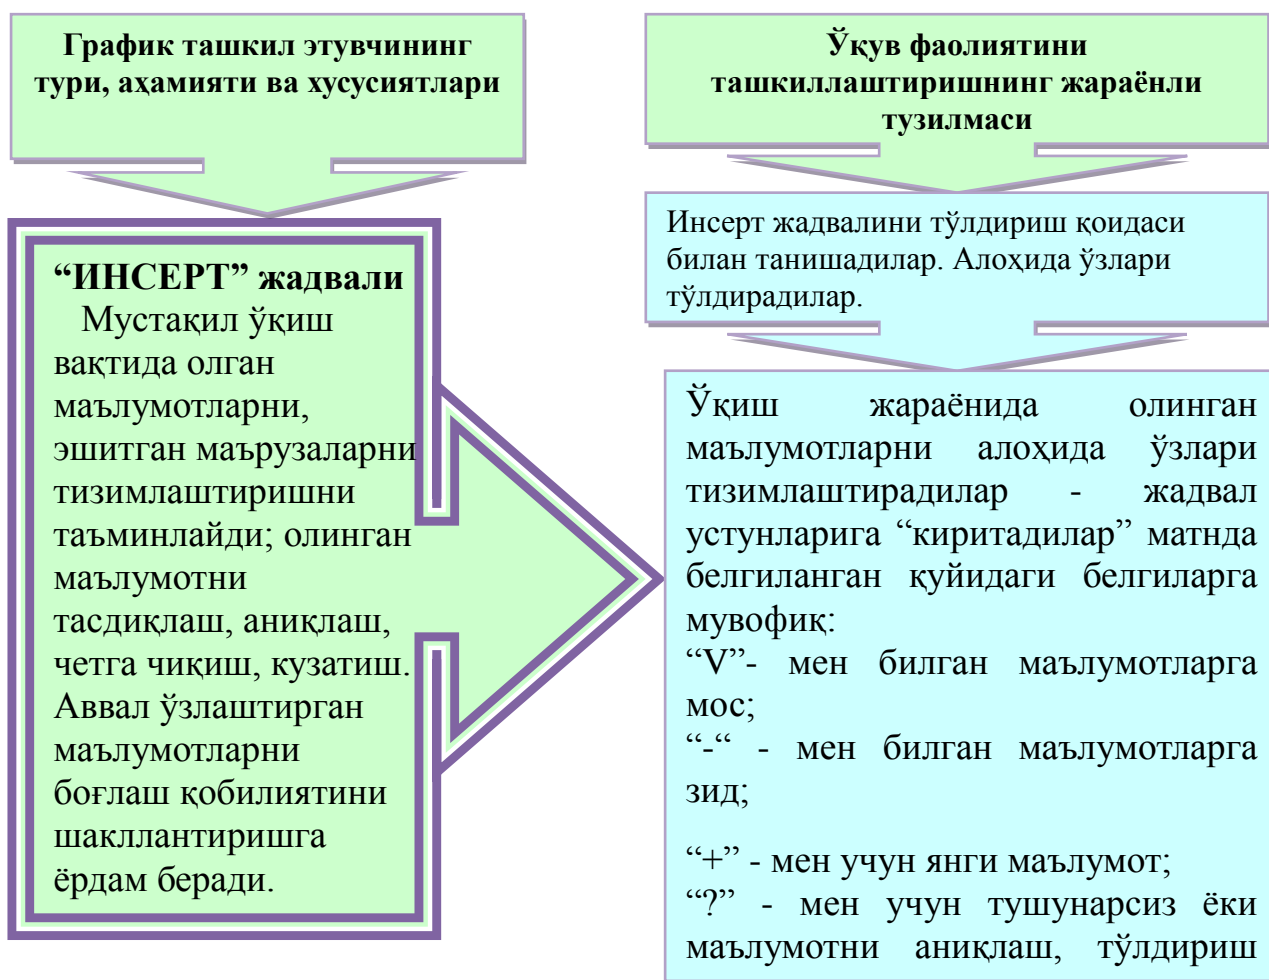 График ташкил этувчининг
тури, аҳамияти ва хусусиятлари
“ИНСЕРТ” жадвали
Мустақил ўқиш
вақтида олган
маълумотларни,
эшитган маърузаларни
тизимлаштиришни
таъминлайди; олинган
маълумотни
тасдиқлаш, аниқлаш,
четга чиқиш, кузатиш.
Аввал ўзлаштирган
маълумотларни
боғлаш қобилиятини
шакллантиришга
ёрдам беради.
Ўқув фаолиятини
ташкиллаштиришнинг жараёнли
тузилмаси
Инсерт жадвалини тўлдириш қоидаси
билан танишадилар. Алоҳида ўзлари
тўлдирадилар.
Ўқиш жараёнида олинган
маълумотларни алоҳида ўзлари
тизимлаштирадилар - жадвал
устунларига “киритадилар” матнда
белгиланган қуйидаги белгиларга
мувофиқ:
“V”- мен билган маълумотларга
мос;
“-“ - мен билган маълумотларга
зид;
“+” - мен учун янги маълумот;
“?” - мен учун тушунарсиз ёки
маълумотни аниқлаш, тўлдириш